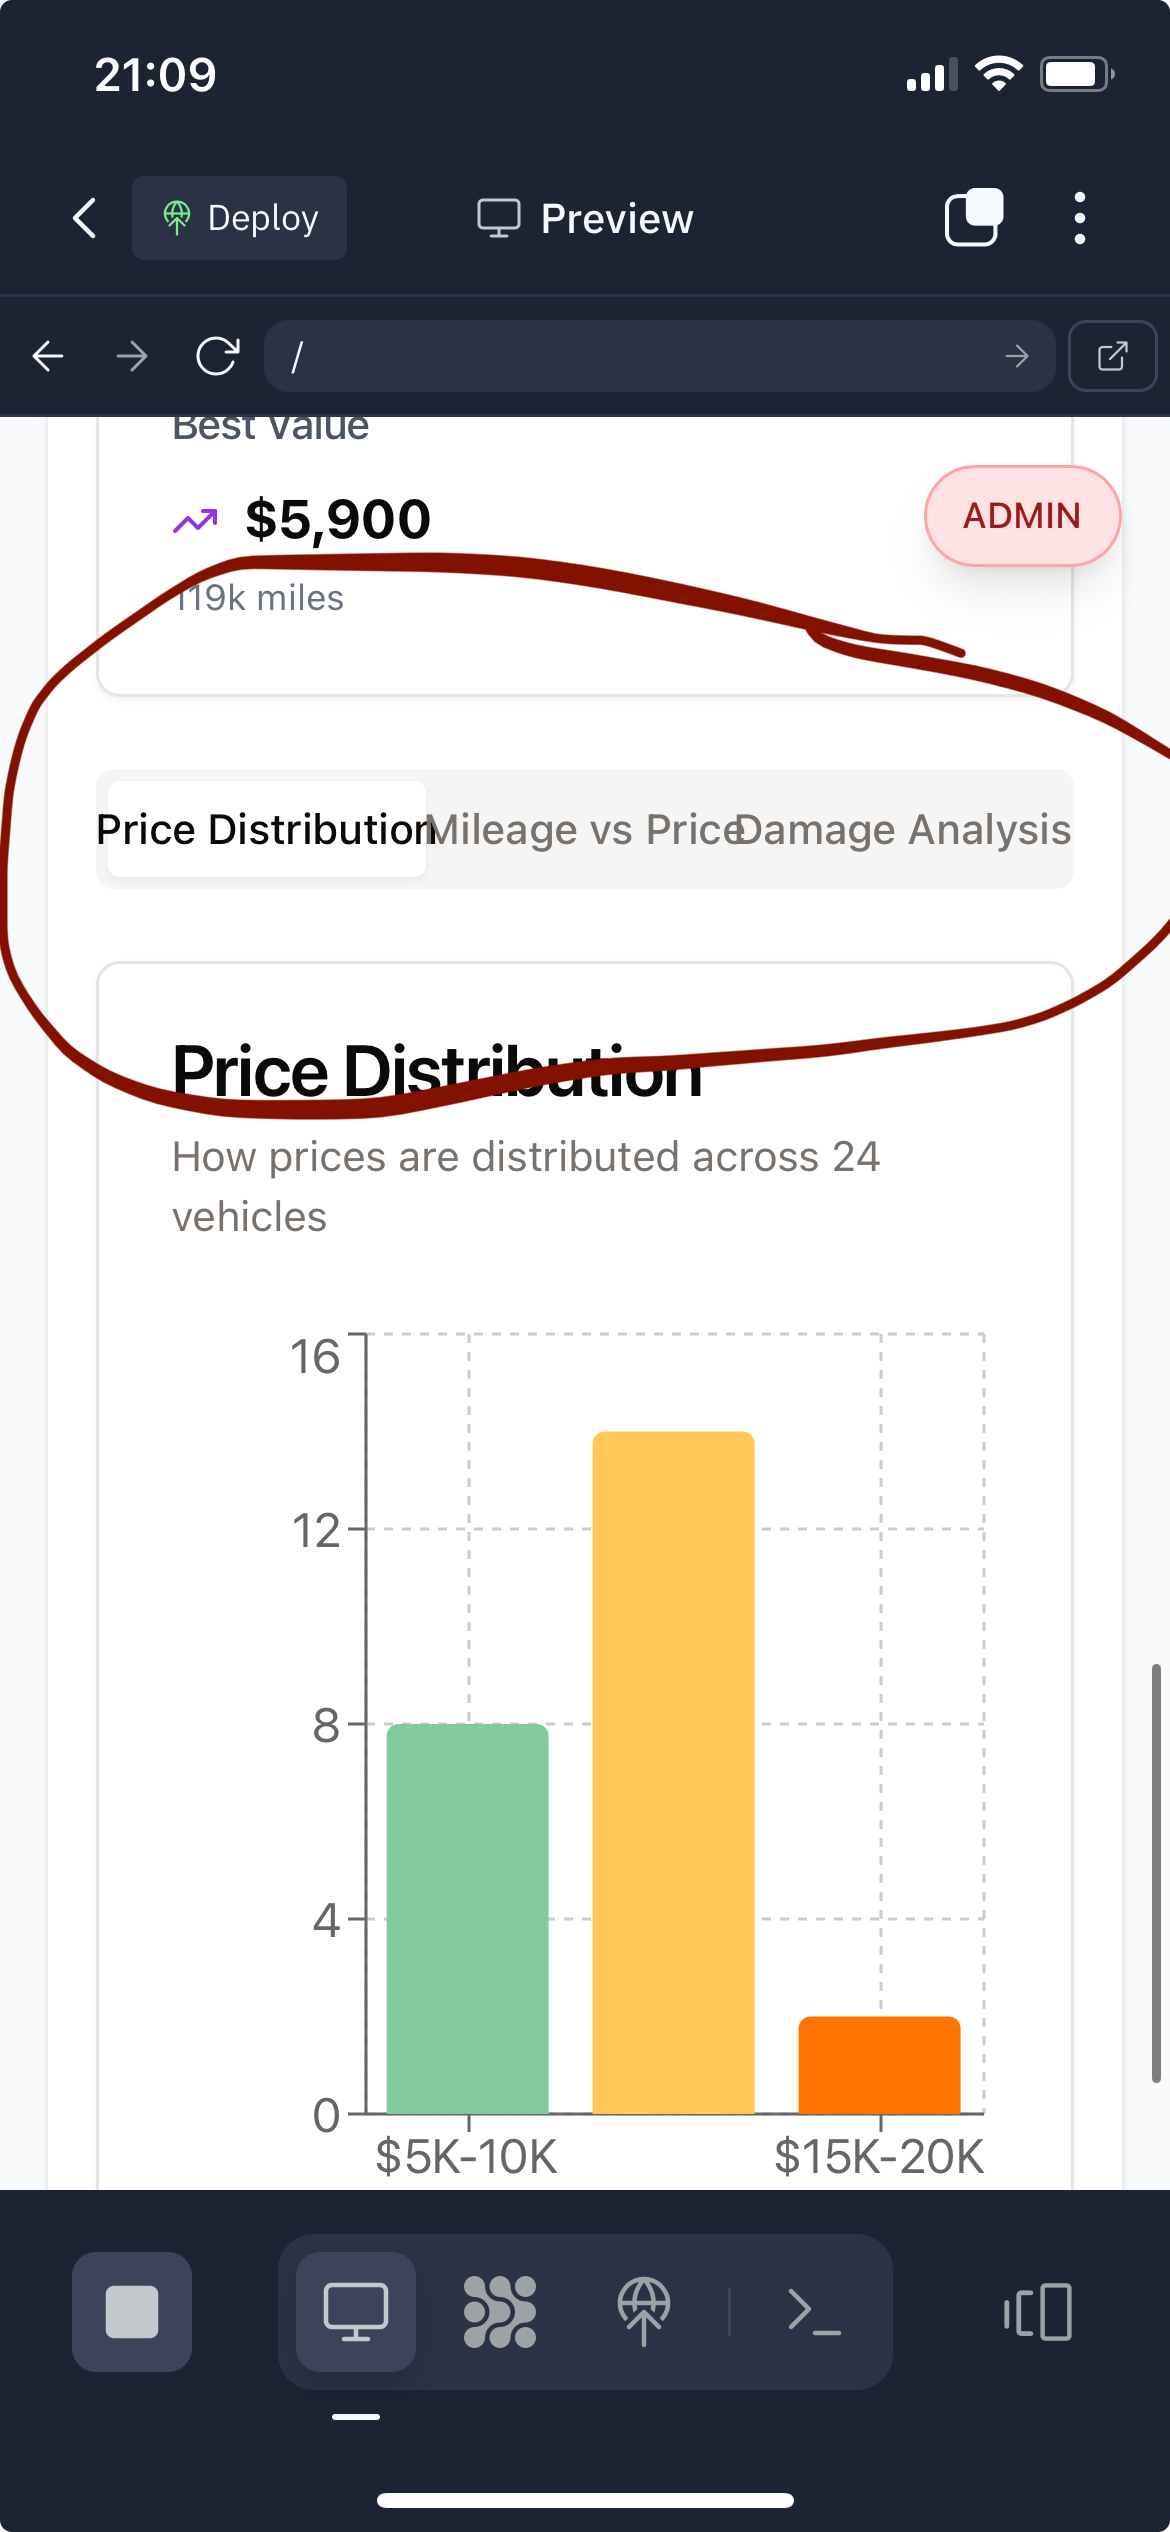 21:09
Deploy
Preview
/
Best Value
$5,900
ADMIN
119k miles
Price Distribution
Mileage vs Price
Damage Analysis
Price Distribution
How prices are distributed across 24
vehicles
16
12
8
4
0
$5K-10K
$15K-20K